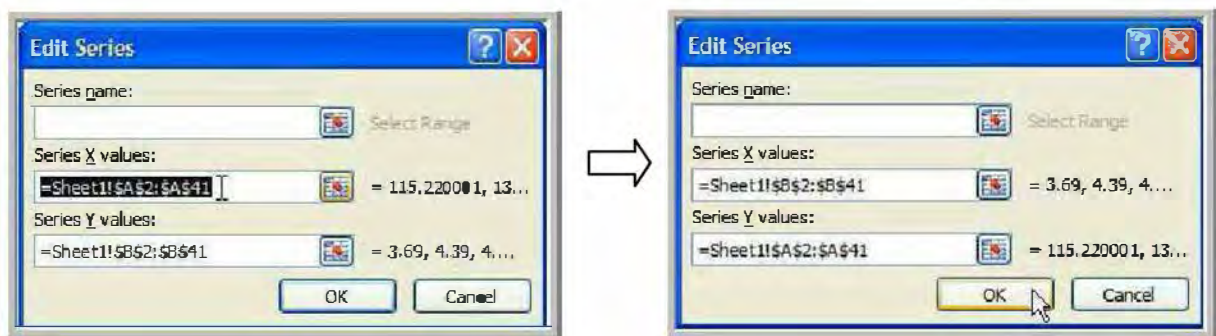 Edit Series
Series name:
Select Range
Series X values:
=Sheet1!$A$2:$A$41 = 115.220001, 13...
Series Y values:
=Sheet1!$B$2:$B$41 = 3.69, 4.39, 4....
OK Cancel
Edit Series
Series name:
Select Range
Series X values:
=Sheet1!$B$2:$B$41 = 3.69, 4.39, 4....
Series Y values:
=Sheet1!$A$2:$A$41 = 115.220001, 13...
OK Cancel